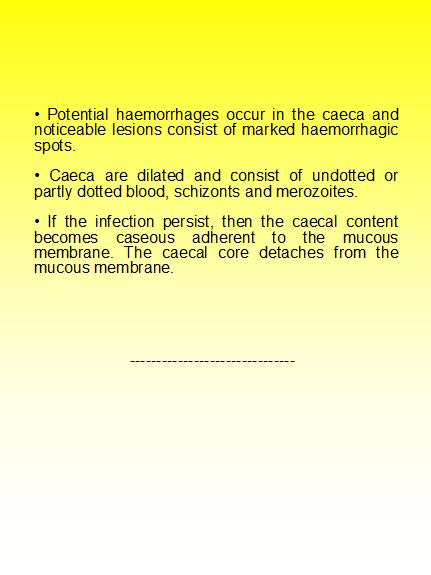 • Potential haemorrhages occur in the caeca and
noticeable lesions consist of marked haemorrhagic
spots.
• Caeca are dilated and consist of undotted or
partly dotted blood, schizonts and merozoites.
• If the infection persist, then the caecal content
becomes caseous adherent to the mucous
membrane. The caecal core detaches from the
mucous membrane.
-------------------------------